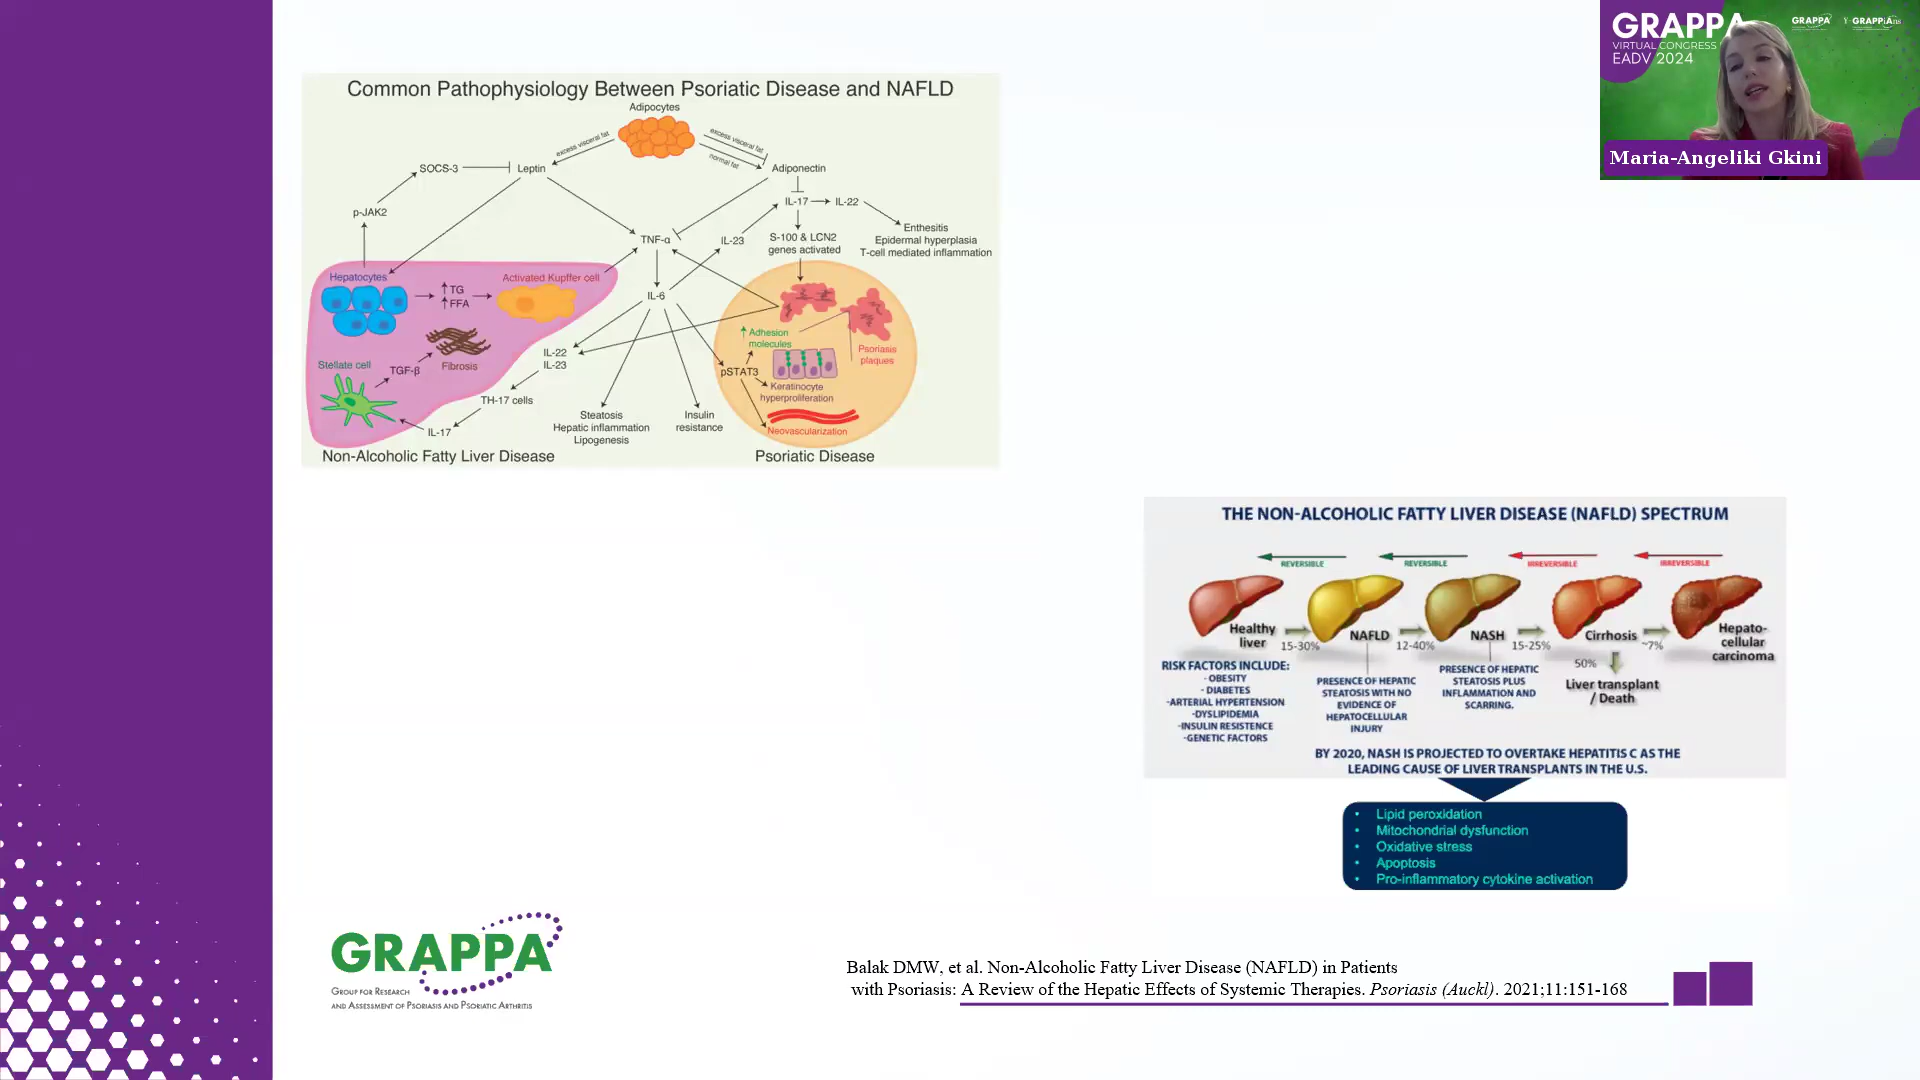 Common Pathophysiology Between Psoriatic Disease and NAFLD
Adipocytes
excess visceral fat
excess visceral fat
normal fat
SOCS-3
Leptin
Adiponectin
p-JAK2
IL-17
IL-22
TNF-α
IL-23
S-100 & LCN2
genes activated
Enthesitis
Epidermal hyperplasia
T-cell mediated inflammation
Hepatocytes
Activated Kupffer cell
↑TG
↑FFA
IL-6
↑Adhesion
molecules
Psoriasis
plaques
Stellate cell
TGF-β
Fibrosis
IL-22
IL-23
pSTAT3
Keratinocyte
hyperproliferation
TH-17 cells
IL-17
Steatosis
Hepatic inflammation
Lipogenesis
Insulin
resistance
Neovascularization
Non-Alcoholic Fatty Liver Disease
Psoriatic Disease
GRAPPA
VIRTUAL CONGRESS
EADV 2024
GRAPPA
Y-GRAPPIAns
Maria-Angeliki Gkini
THE NON-ALCOHOLIC FATTY LIVER DISEASE (NAFLD) SPECTRUM
REVERSIBLE
REVERSIBLE
IRREVERSIBLE
IRREVERSIBLE
Healthy
liver
15-30%
NAFLD
12-40%
NASH
15-25%
Cirrhosis
~7%
Hepato-
cellular
carcinoma
50%
Liver transplant
/ Death
RISK FACTORS INCLUDE:
- OBESITY
- DIABETES
-ARTERIAL HYPERTENSION
-DYSLIPIDEMIA
-INSULIN RESISTENCE
-GENETIC FACTORS
PRESENCE OF HEPATIC
STEATOSIS WITH NO
EVIDENCE OF
HEPATOCELLULAR
INJURY
PRESENCE OF HEPATIC
STEATOSIS PLUS
INFLAMMATION AND
SCARRING.
BY 2020, NASH IS PROJECTED TO OVERTAKE HEPATITIS C AS THE
LEADING CAUSE OF LIVER TRANSPLANTS IN THE U.S.
• Lipid peroxidation
• Mitochondrial dysfunction
• Oxidative stress
• Apoptosis
• Pro-inflammatory cytokine activation
GRAPPA
GROUP FOR RESEARCH
AND ASSESSMENT OF PSORIASIS AND PSORIATIC ARTHRITIS
Balak DMW, et al. Non-Alcoholic Fatty Liver Disease (NAFLD) in Patients
with Psoriasis: A Review of the Hepatic Effects of Systemic Therapies. Psoriasis (Auckl). 2021;11:151-168